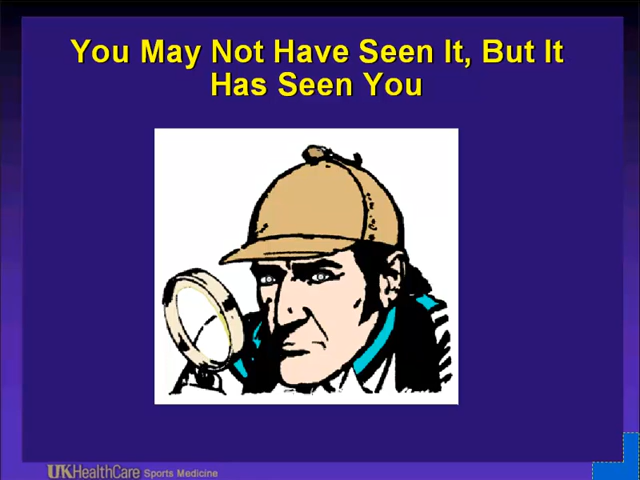 You May Not Have Seen It, But It
Has Seen You
UKHealthCare Sports Medicine